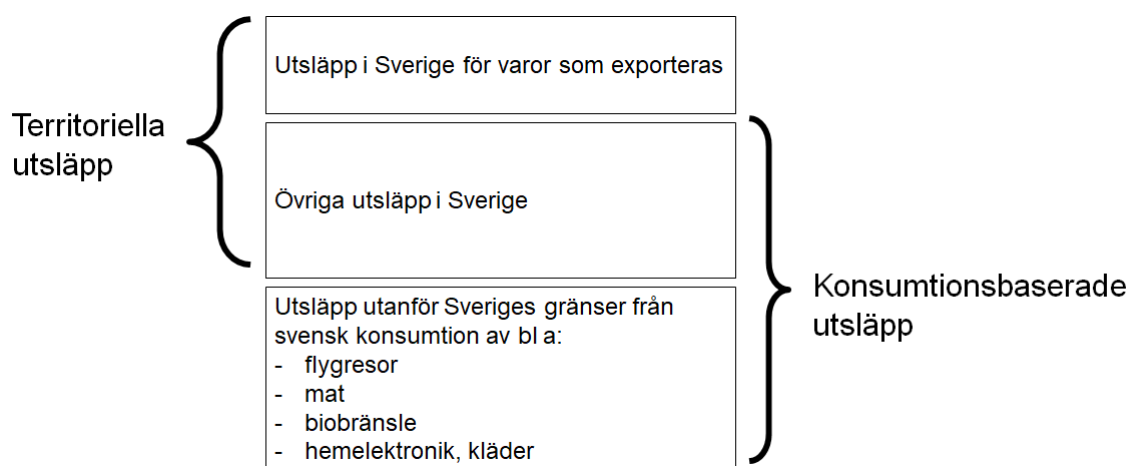 Territoriella
utsläpp
Utsläpp i Sverige för varor som exporteras
Övriga utsläpp i Sverige
Utsläpp utanför Sveriges gränser från
svensk konsumtion av bl a:
- flygresor
- mat
- biobränsle
- hemelektronik, kläder
Konsumtionsbaserade
utsläpp